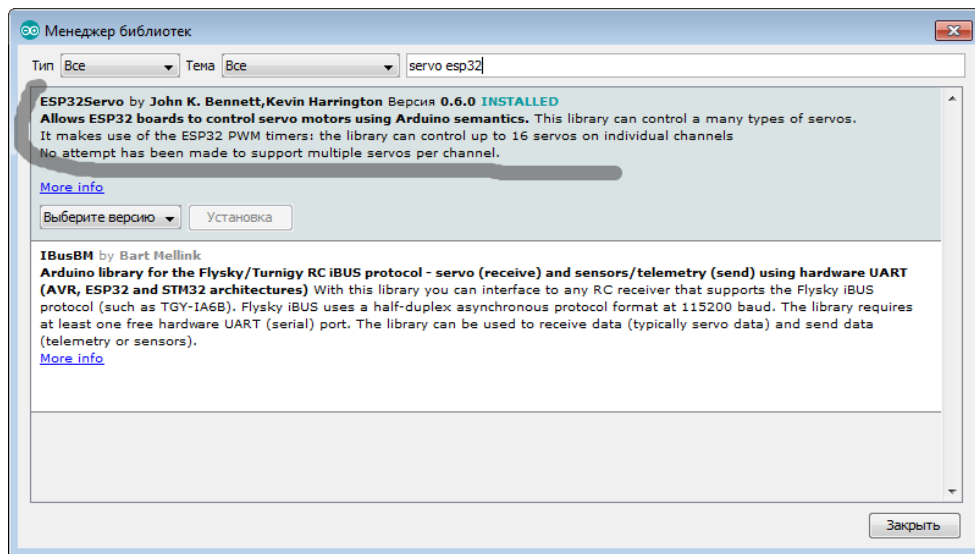 Менеджер библиотек
Тип Все Тема Все servo esp32
ESP32Servo by John K. Bennett,Kevin Harrington Версия 0.6.0 INSTALLED
Allows ESP32 boards to control servo motors using Arduino semantics. This library can control a many types of servos.
It makes use of the ESP32 PWM timers: the library can control up to 16 servos on individual channels
No attempt has been made to support multiple servos per channel.
More info
Выберите версию Установка
IBusBM by Bart Mellink
Arduino library for the Flysky/Turnigy RC iBUS protocol - servo (receive) and sensors/telemetry (send) using hardware UART
(AVR, ESP32 and STM32 architectures) With this library you can interface to any RC receiver that supports the Flysky iBUS
protocol (such as TGY-IA6B). Flysky iBUS uses a half-duplex asynchronous protocol format at 115200 baud. The library requires
at least one free hardware UART (serial) port. The library can be used to receive data (typically servo data) and send data
(telemetry or sensors).
More info
Закрыть